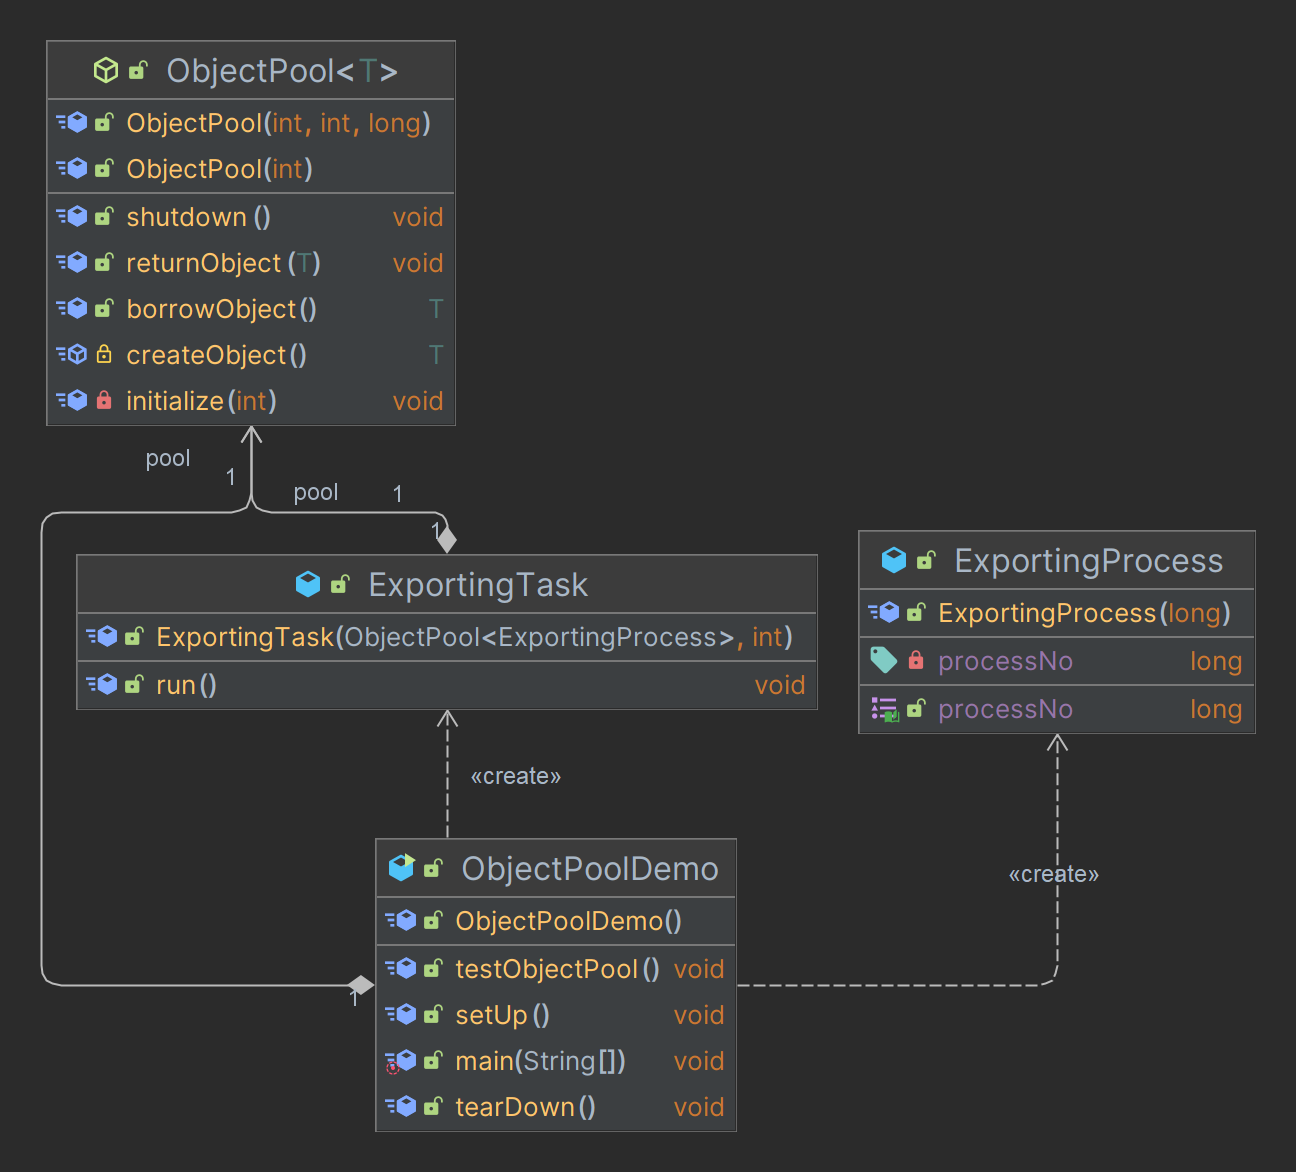 ObjectPool<T>
ObjectPool(int, int, long)
ObjectPool(int)
shutdown() void
returnObject(T) void
borrowObject() T
createObject() T
initialize(int) void
pool
1
pool 1
1
ExportingTask
ExportingTask(ObjectPool<ExportingProcess>, int)
run() void
ExportingProcess
ExportingProcess(long)
processNo long
processNo long
«create»
«create»
ObjectPoolDemo
ObjectPoolDemo()
testObjectPool() void
1
setUp() void
main(String[]) void
tearDown() void